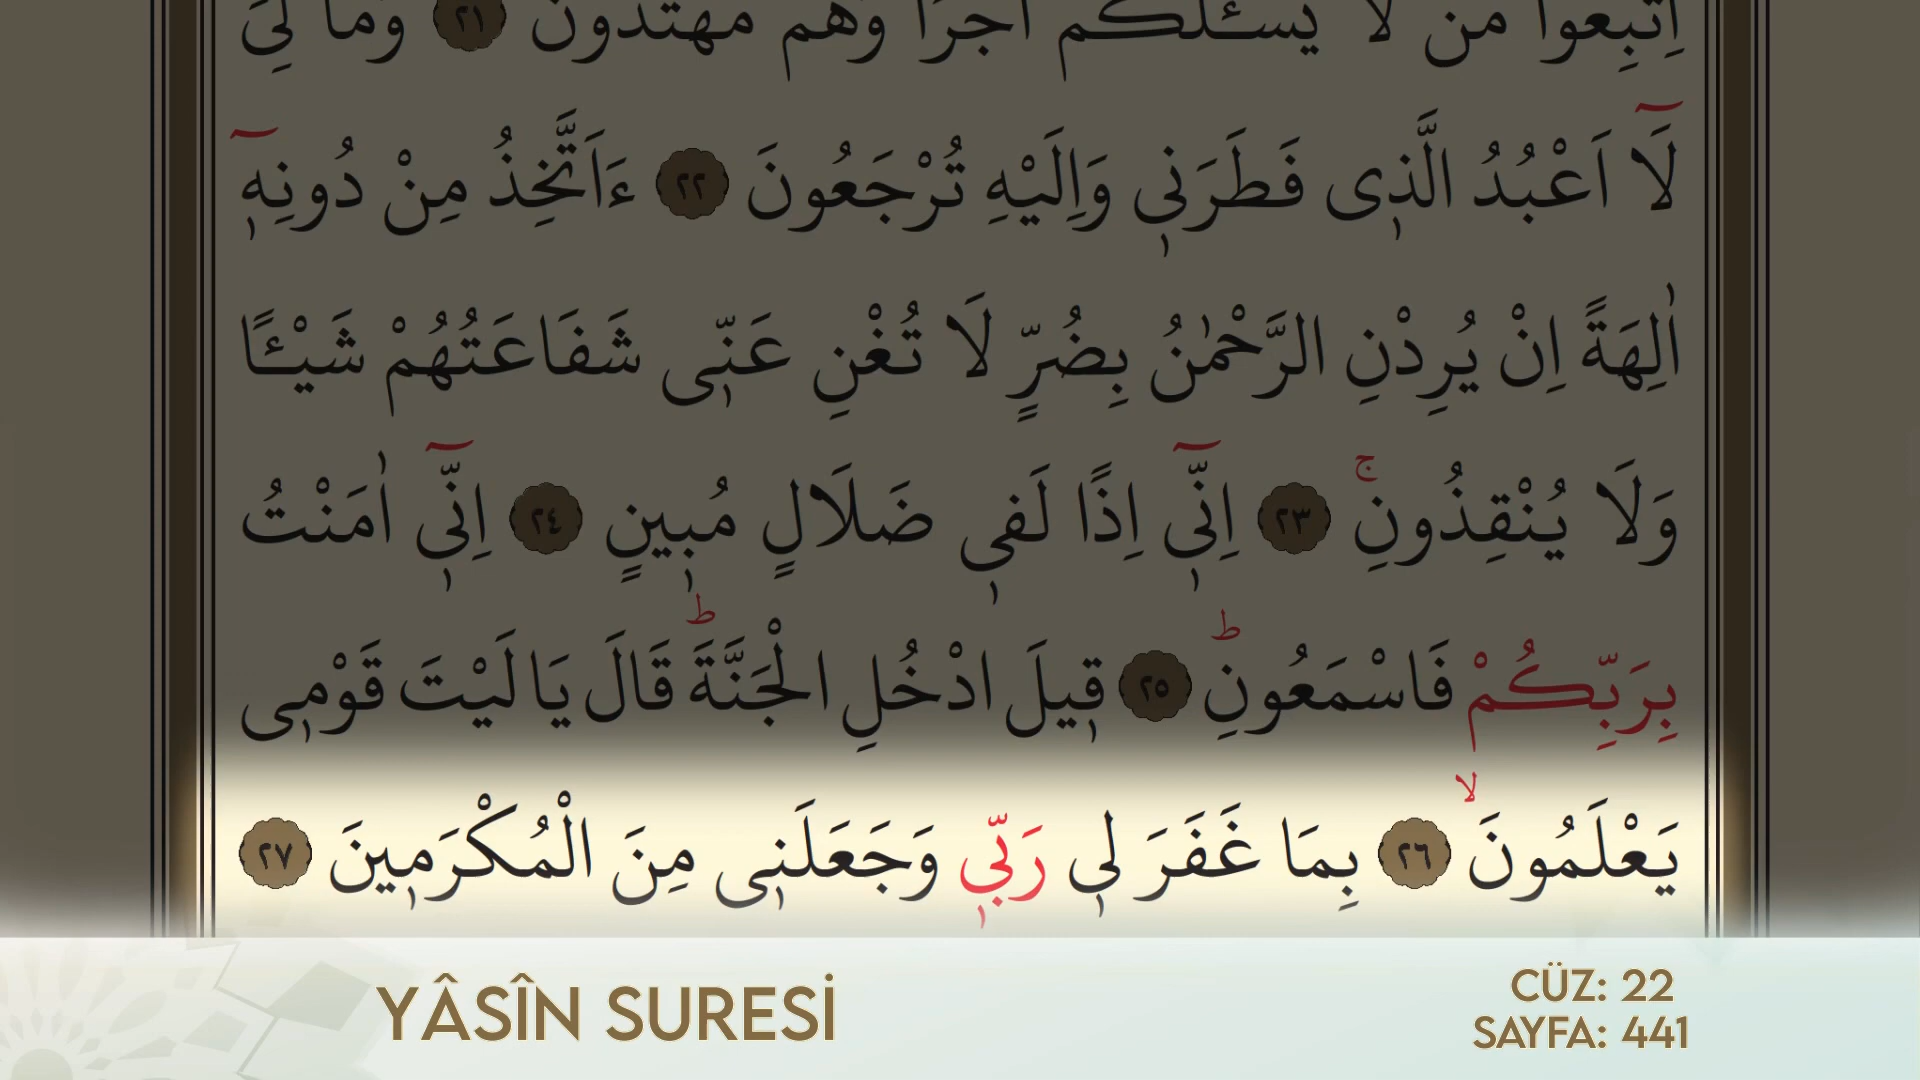 اِتَّبِعُوا مَنْ لَا يَسْـَٔلُكُمْ اَجْرًا وَهُمْ مُهْتَدُونَ ٢١ وَمَا لِىَ
لَٓا اَعْبُدُ الَّذٖى فَطَرَنٖى وَاِلَيْهِ تُرْجَعُونَ ٢٢ ءَاَتَّخِذُ مِنْ دُونِهٖٓ
اٰلِهَةً اِنْ يُرِدْنِ الرَّحْمٰنُ بِضُرٍّ لَا تُغْنِ عَنّٖى شَفَاعَتُهُمْ شَيْـًٔا
وَلَا يُنْقِذُونِۚ ٢٣ اِنّٖٓى اِذًا لَفٖى ضَلَالٍ مُبٖينٍ ٢٤ اِنّٖٓى اٰمَنْتُ
بِرَبِّكُمْ فَاسْمَعُونِؕ ٢٥ قٖيلَ ادْخُلِ الْجَنَّةَؕ قَالَ يَا لَيْتَ قَوْمٖى
يَعْلَمُونَۙ ٢٦ بِمَا غَفَرَ لٖى رَبّٖى وَجَعَلَنٖى مِنَ الْمُكْرَمٖينَ ٢٧
YÂSÎN SURESİ
CÜZ: 22
SAYFA: 441